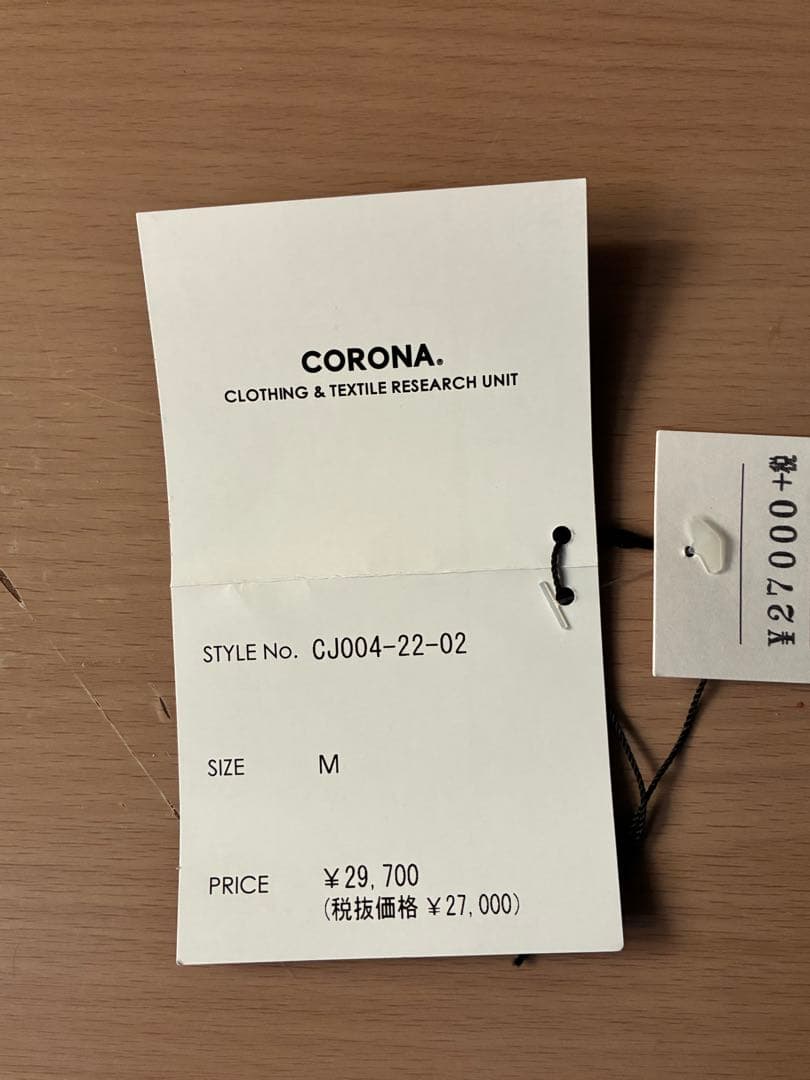 CORONA®
CLOTHING & TEXTILE RESEARCH UNIT
STYLE No. CJ004-22-02
SIZE M
PRICE ¥29,700
(税抜価格 ¥27,000)
¥27000+税